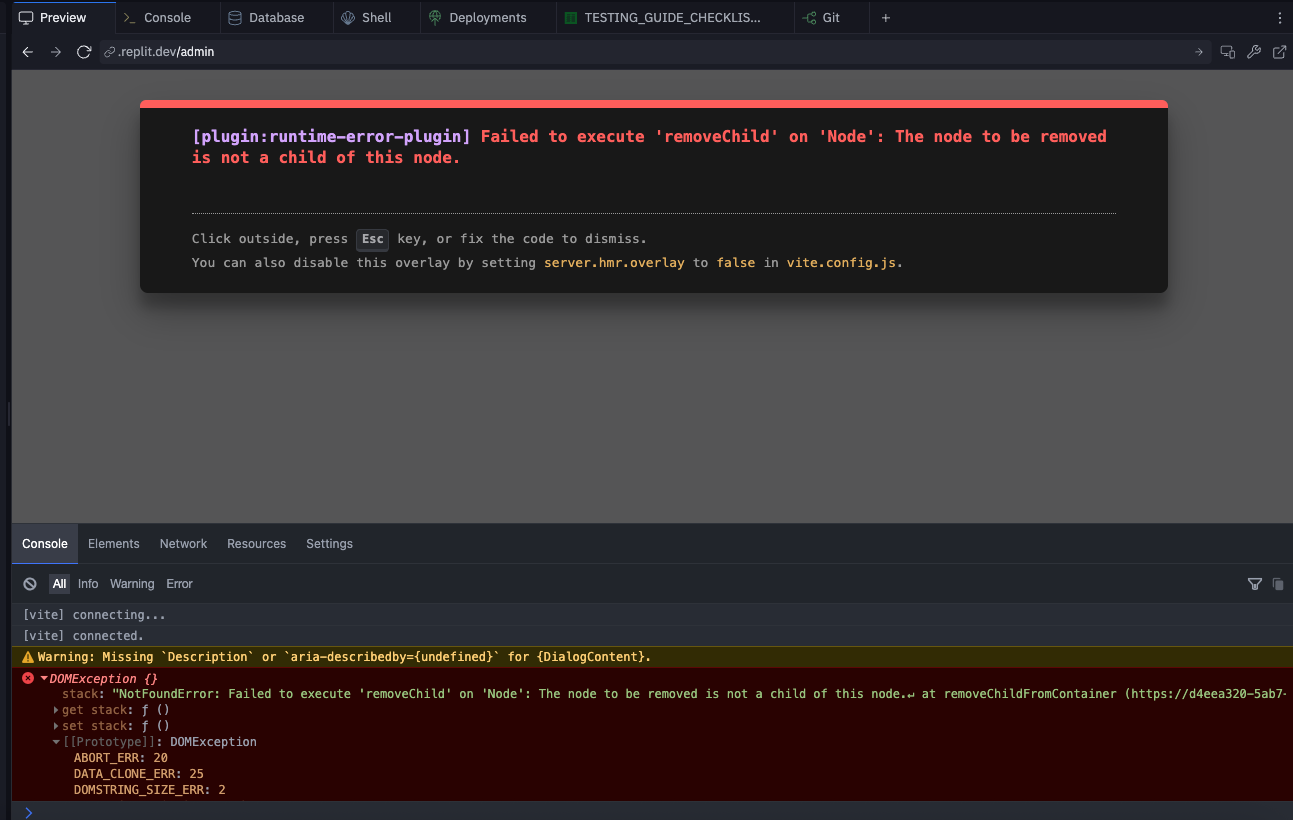 Preview Console Database Shell Deployments TESTING_GUIDE_CHECKLIS... Git +
.replit.dev/admin
[plugin:runtime-error-plugin] Failed to execute 'removeChild' on 'Node': The node to be removed
is not a child of this node.
Click outside, press Esc key, or fix the code to dismiss.
You can also disable this overlay by setting server.hmr.overlay to false in vite.config.js.
Console Elements Network Resources Settings
All Info Warning Error
[vite] connecting...
[vite] connected.
Warning: Missing `Description` or `aria-describedby={undefined}` for {DialogContent}.
DOMException {}
stack: "NotFoundError: Failed to execute 'removeChild' on 'Node': The node to be removed is not a child of this node.↵ at removeChildFromContainer (https://d4eea320-5ab7-
get stack: ƒ ()
set stack: ƒ ()
[[Prototype]]: DOMException
ABORT_ERR: 20
DATA_CLONE_ERR: 25
DOMSTRING_SIZE_ERR: 2